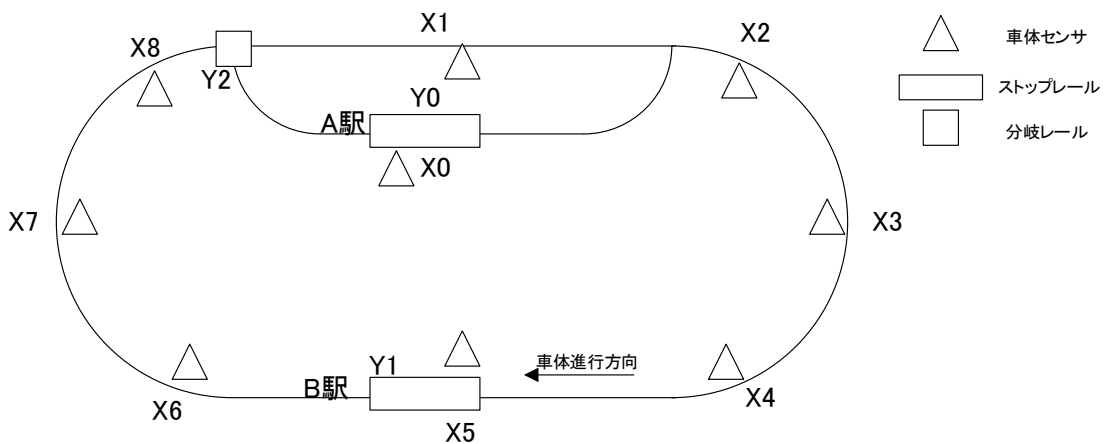 X1
X2
X8
車体センサ
Y2
Y0
ストップレール
A駅
分岐レール
X0
X7
X3
Y1
車体進行方向
B駅
X6
X5
X4